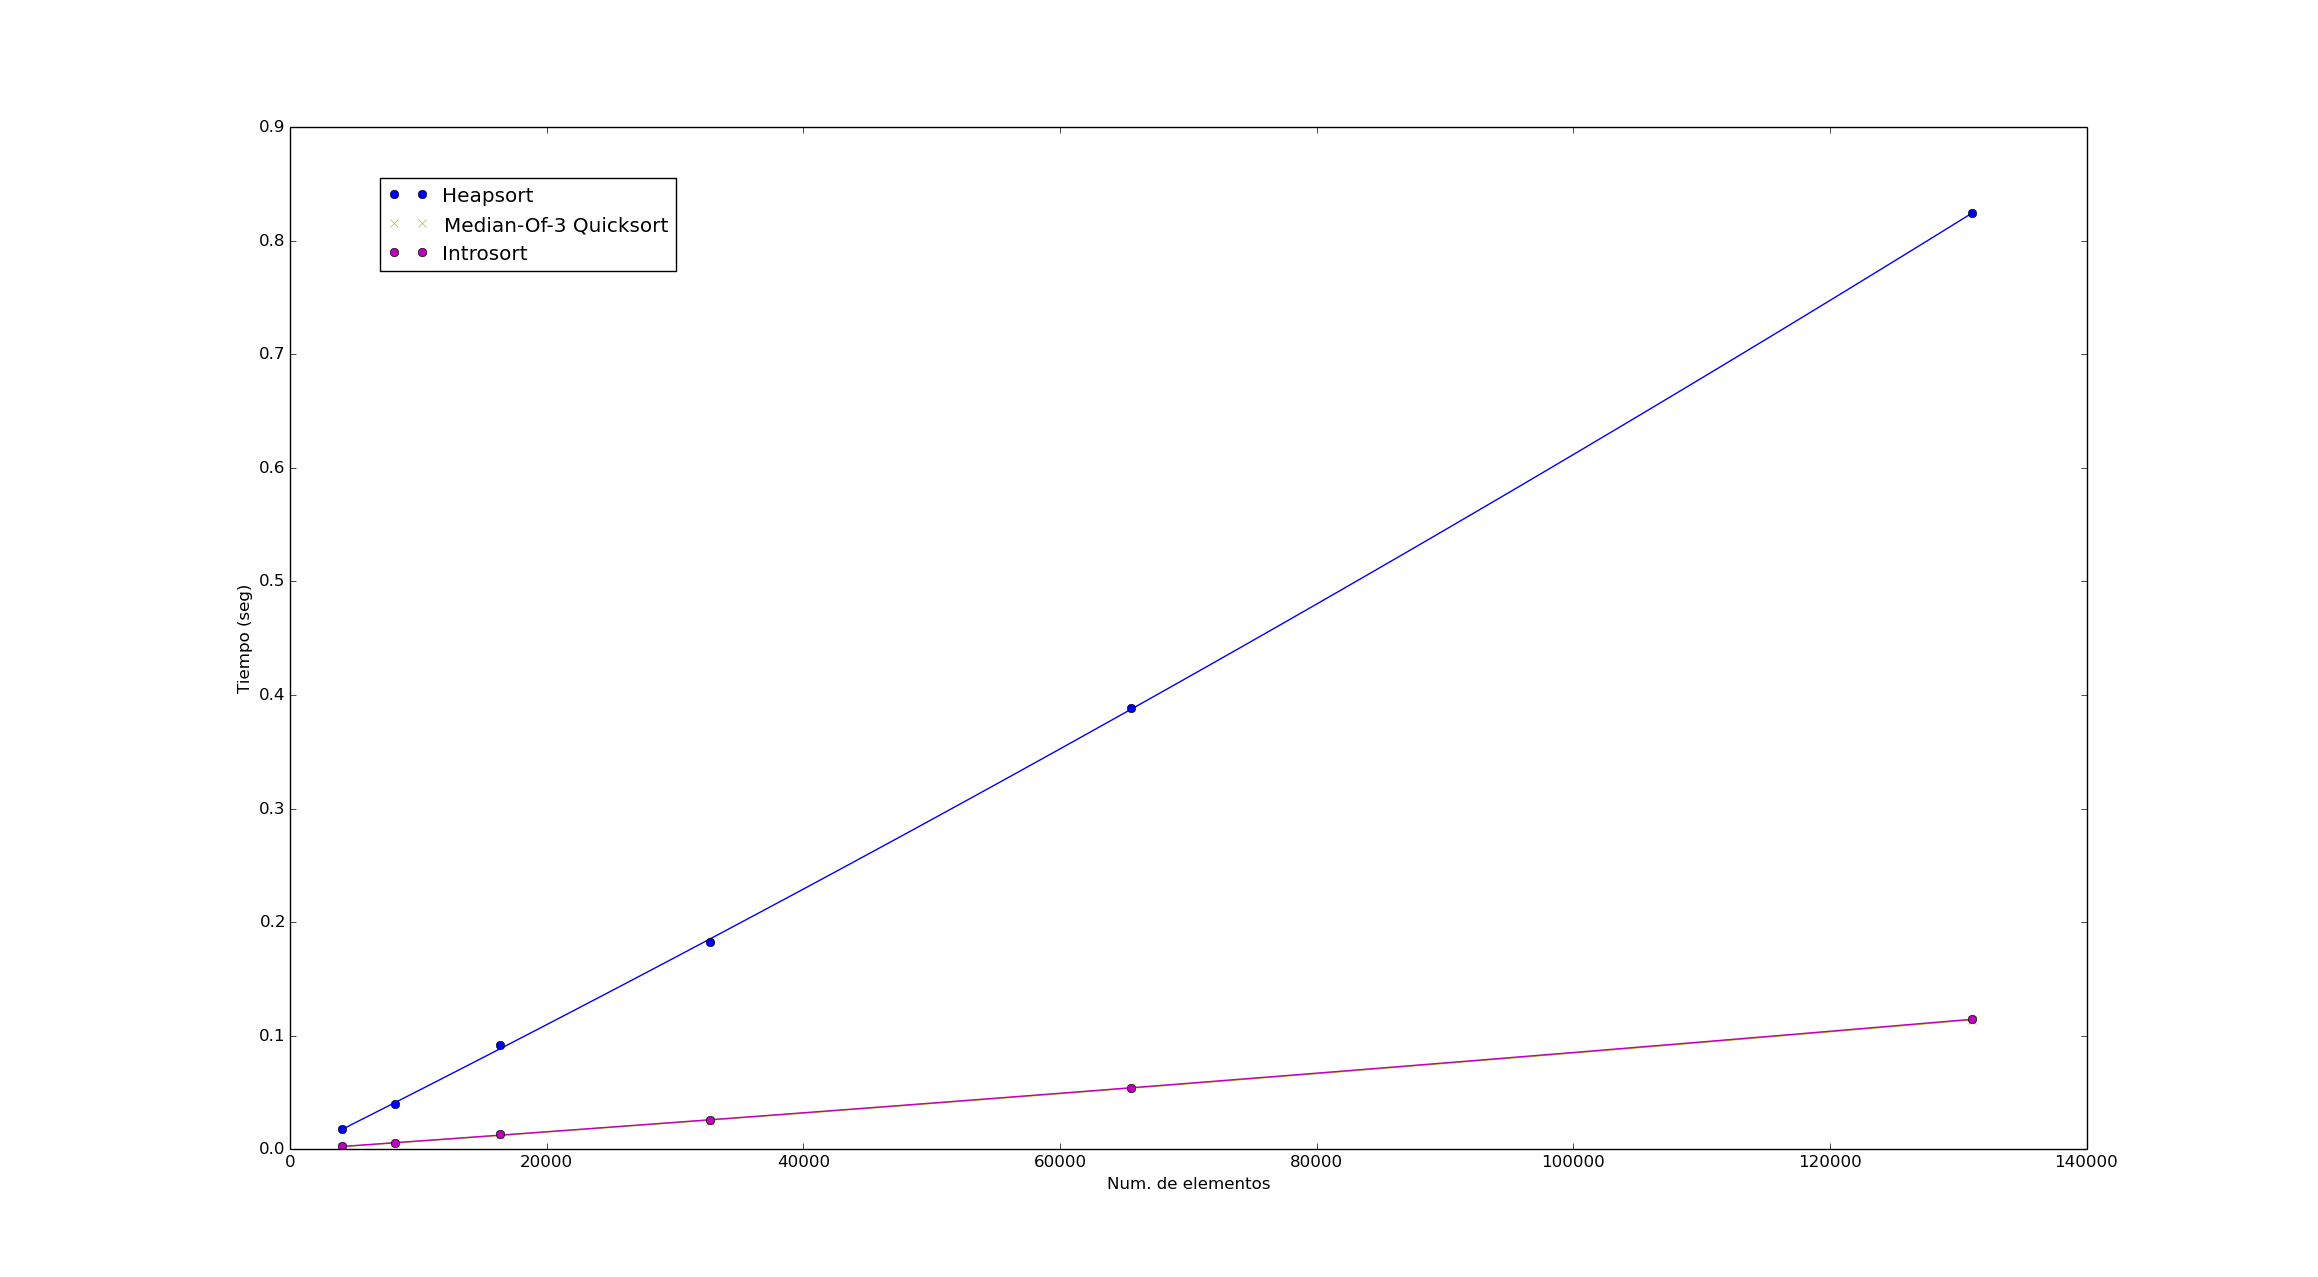 0.9
0.8
0.7
0.6
0.5
0.4
0.3
0.2
0.1
0.0
Tiempo (seg)
Heapsort
Median-Of-3 Quicksort
Introsort
0 20000 40000 60000 80000 100000 120000 140000
Num. de elementos